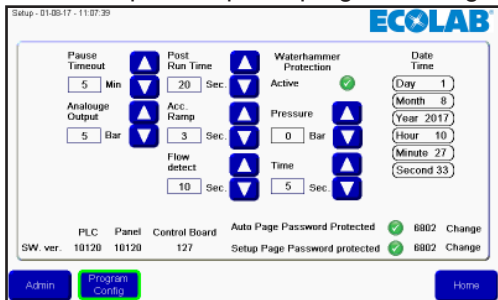 Setup - 01-08-17 - 11:07:39
ECOLAB
Pause Timeout
5 Min
Post Run Time
20 Sec.
Waterhammer Protection
Active
Date Time
Day 1
Month 8
Year 2017
Hour 10
Minute 27
Second 33
Analouge Output
5 Bar
Acc. Ramp
3 Sec.
Pressure
0 Bar
Flow detect
10 Sec.
Time
5 Sec.
PLC Panel Control Board
SW. ver. 10120 10120 127
Auto Page Password Protected 6802 Change
Setup Page Password protected 6802 Change
Admin
Program Config
Home